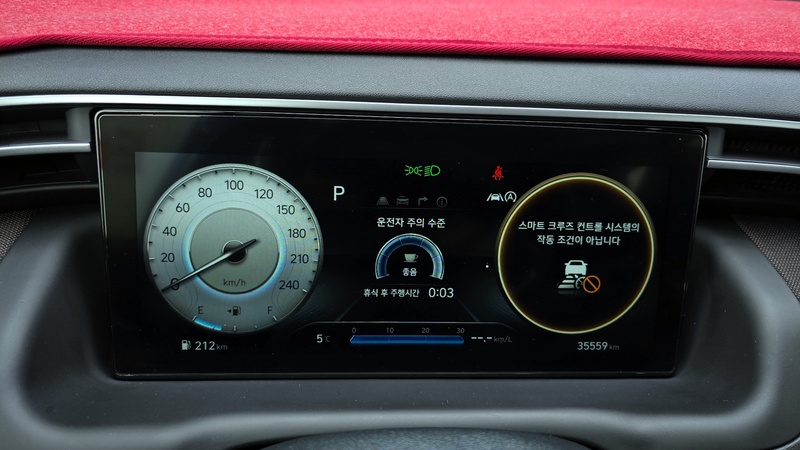 0
20
40
60
80
100
120
150
180
210
240
km/h
E
F
212 km
P
운전자 주의 수준
좋음
휴식 후 주행시간 0:03
5℃
0 10 20 30
--.- km/L
A
스마트 크루즈 컨트롤 시스템의
작동 조건이 아닙니다
35559 km